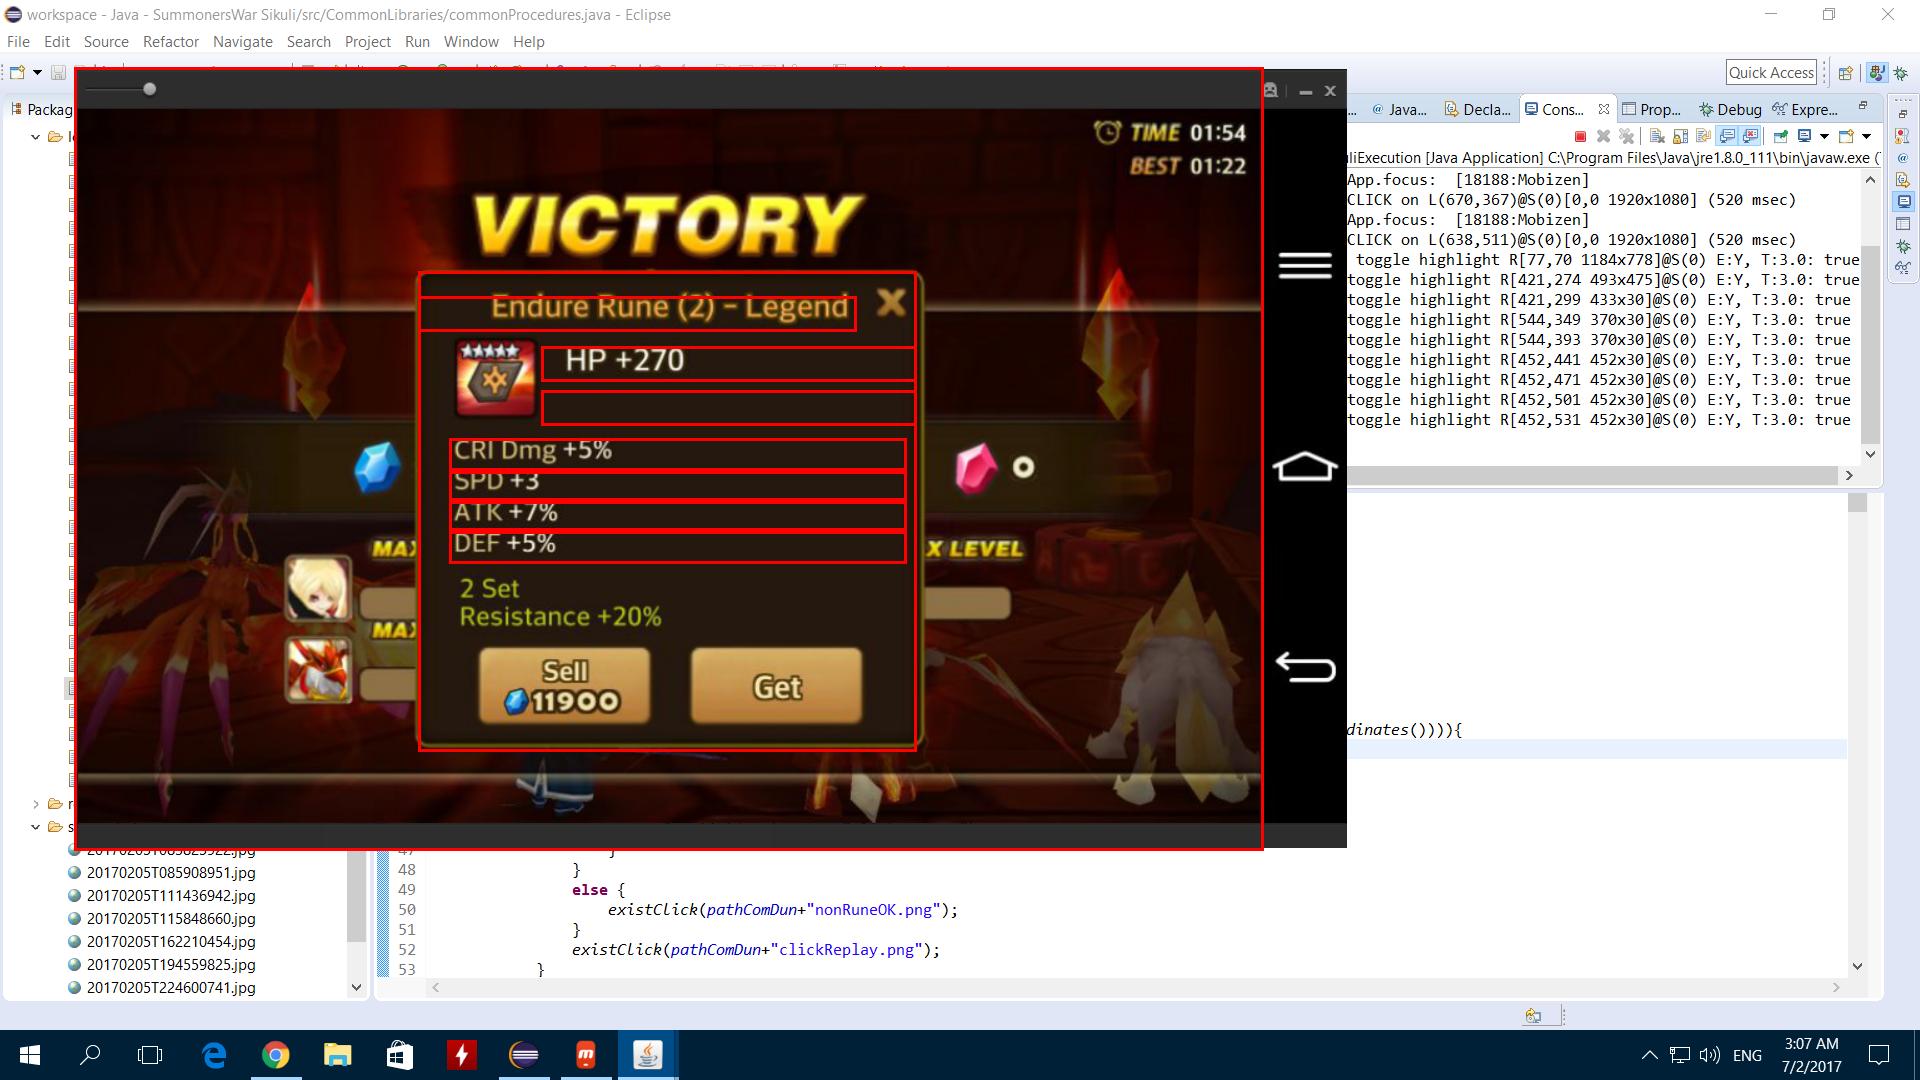 workspace - Java - SummonersWar Sikuli/src/CommonLibraries/commonProcedures.java - Eclipse
File Edit Source Refactor Navigate Search Project Run Window Help
Quick Access
Packag
TIME 01:54
BEST 01:22
VICTORY
Endure Rune (2) - Legend X
HP +270
CRI Dmg +5%
SPD +3
ATK +7%
DEF +5%
2 Set
Resistance +20%
Sell
11900
Get
0
MAX
X LEVEL
MAX
... Java... Decla... Cons... Prop... Debug Expre...
uliExecution [Java Application] C:\Program Files\Java\jre1.8.0_111\bin\javaw.exe (
App.focus: [18188:Mobizen]
CLICK on L(670,367)@S(0)[0,0 1920x1080] (520 msec)
App.focus: [18188:Mobizen]
CLICK on L(638,511)@S(0)[0,0 1920x1080] (520 msec)
toggle highlight R[77,70 1184x778]@S(0) E:Y, T:3.0: true
toggle highlight R[421,274 493x475]@S(0) E:Y, T:3.0: true
toggle highlight R[421,299 433x30]@S(0) E:Y, T:3.0: true
toggle highlight R[544,349 370x30]@S(0) E:Y, T:3.0: true
toggle highlight R[544,393 370x30]@S(0) E:Y, T:3.0: true
toggle highlight R[452,441 452x30]@S(0) E:Y, T:3.0: true
toggle highlight R[452,471 452x30]@S(0) E:Y, T:3.0: true
toggle highlight R[452,501 452x30]@S(0) E:Y, T:3.0: true
toggle highlight R[452,531 452x30]@S(0) E:Y, T:3.0: true
dinates()))){
20170205T085908951.jpg
20170205T111436942.jpg
20170205T115848660.jpg
20170205T162210454.jpg
20170205T194559825.jpg
20170205T224600741.jpg
47 }
48 }
49 else {
50 existClick(pathComDun+"nonRuneOK.png");
51 }
52 existClick(pathComDun+"clickReplay.png");
53 }
ENG
3:07 AM
7/2/2017